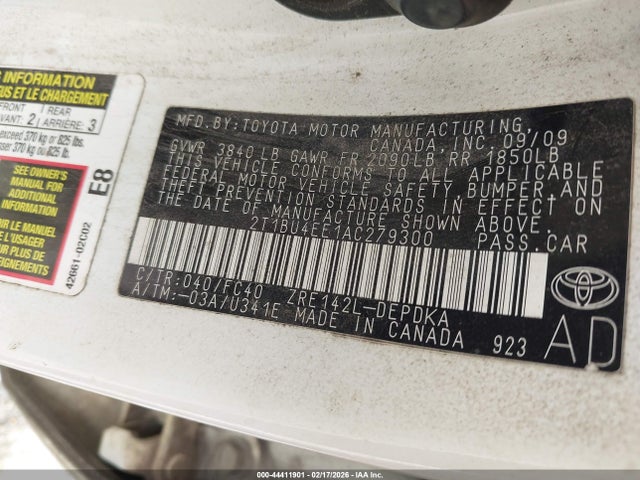 INFORMATION
TUS ET LE CHARGEMENT
FRONT
AVANT: 2
REAR
ARRIÈRE: 3
exceed 370 kg or 825 lb.
370 kg ou 825 lb.
SEE OWNER'S
MANUAL FOR
ADDITIONAL
INFORMATION
LE MANUEL
DE L'USAGER
PLUS DE
RENSEIGNEMENTS
42661-02C02
E8
MFD.BY:TOYOTA MOTOR MANUFACTURING,
CANADA,INC. 09/09
GVWR 3840 LB GAWR FR 2090LB RR 1850LB
THIS VEHICLE CONFORMS TO ALL APPLICABLE
FEDERAL MOTOR VEHICLE SAFETY, BUMPER AND
THEFT PREVENTION STANDARDS IN EFFECT ON
THE DATE OF MANUFACTURE SHOWN ABOVE.
2T1BU4EE1AC279300 PASS.CAR
C/TR:040/FC40 ZRE142L-DEPDKA
A/TM:-03A/U341E MADE IN CANADA 923
TOYOTA
AD
000-44411901 - 02/17/2026 - IAA Inc.